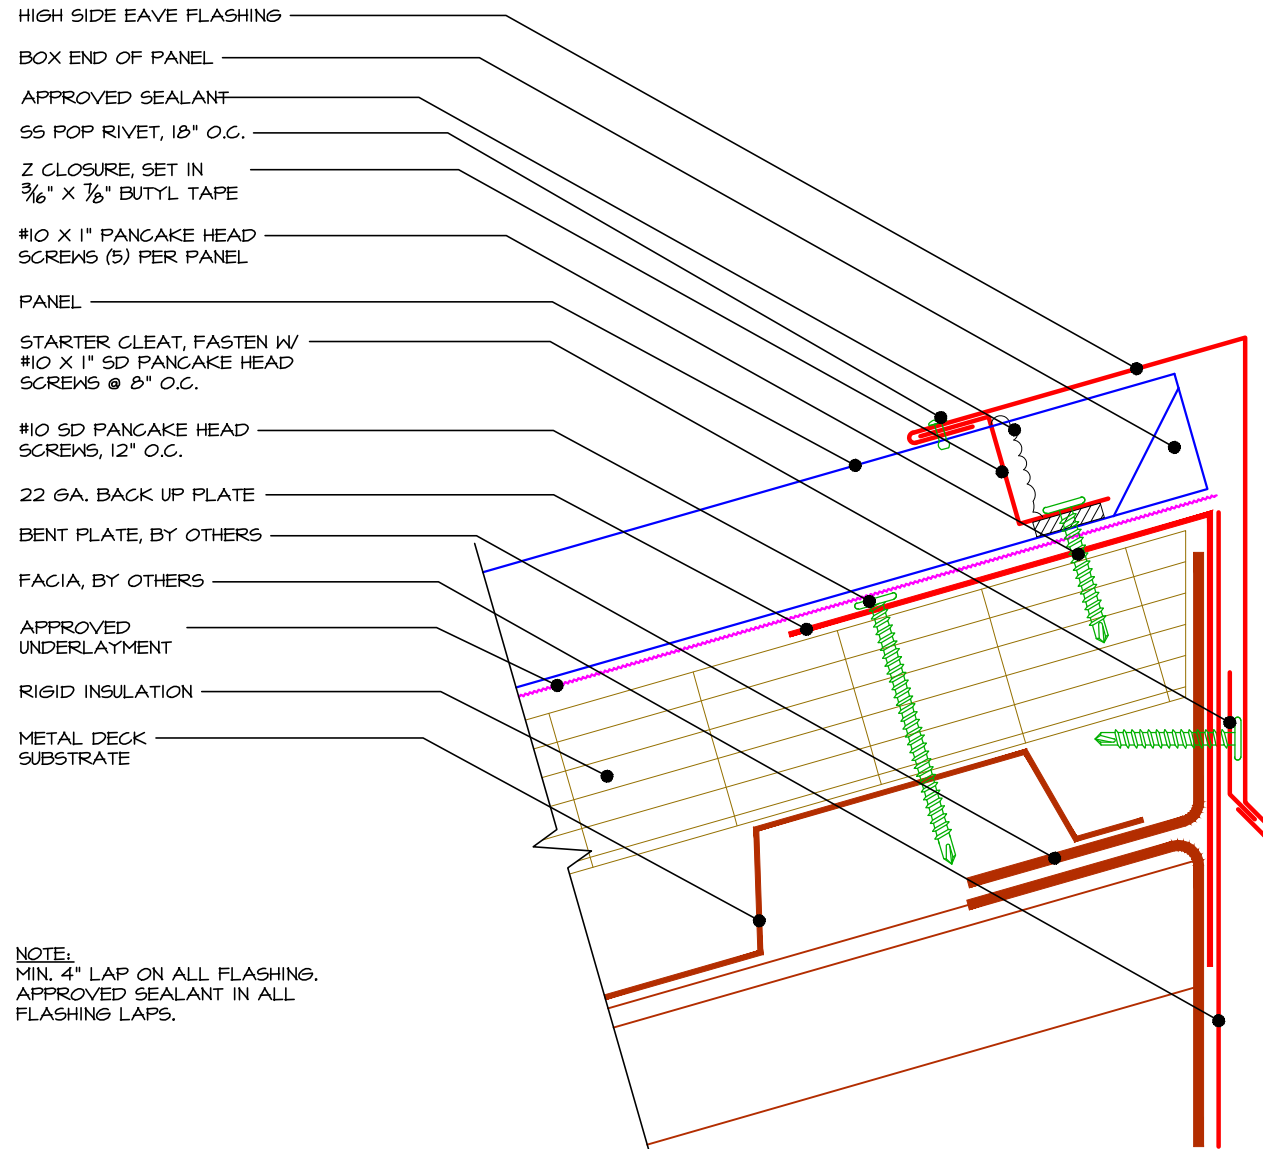 HIGH SIDE EAVE FLASHING
BOX END OF PANEL
APPROVED SEALANT
SS POP RIVET, 18" O.C.
Z CLOSURE, SET IN
3/16" X 7/8" BUTYL TAPE
#10 X 1" PANCAKE HEAD
SCREWS (5) PER PANEL
PANEL
STARTER CLEAT, FASTEN W/
#10 X 1" SD PANCAKE HEAD
SCREWS @ 8" O.C.
#10 SD PANCAKE HEAD
SCREWS, 12" O.C.
22 GA. BACK UP PLATE
BENT PLATE, BY OTHERS
FACIA, BY OTHERS
APPROVED
UNDERLAYMENT
RIGID INSULATION
METAL DECK
SUBSTRATE
NOTE:
MIN. 4" LAP ON ALL FLASHING.
APPROVED SEALANT IN ALL
FLASHING LAPS.